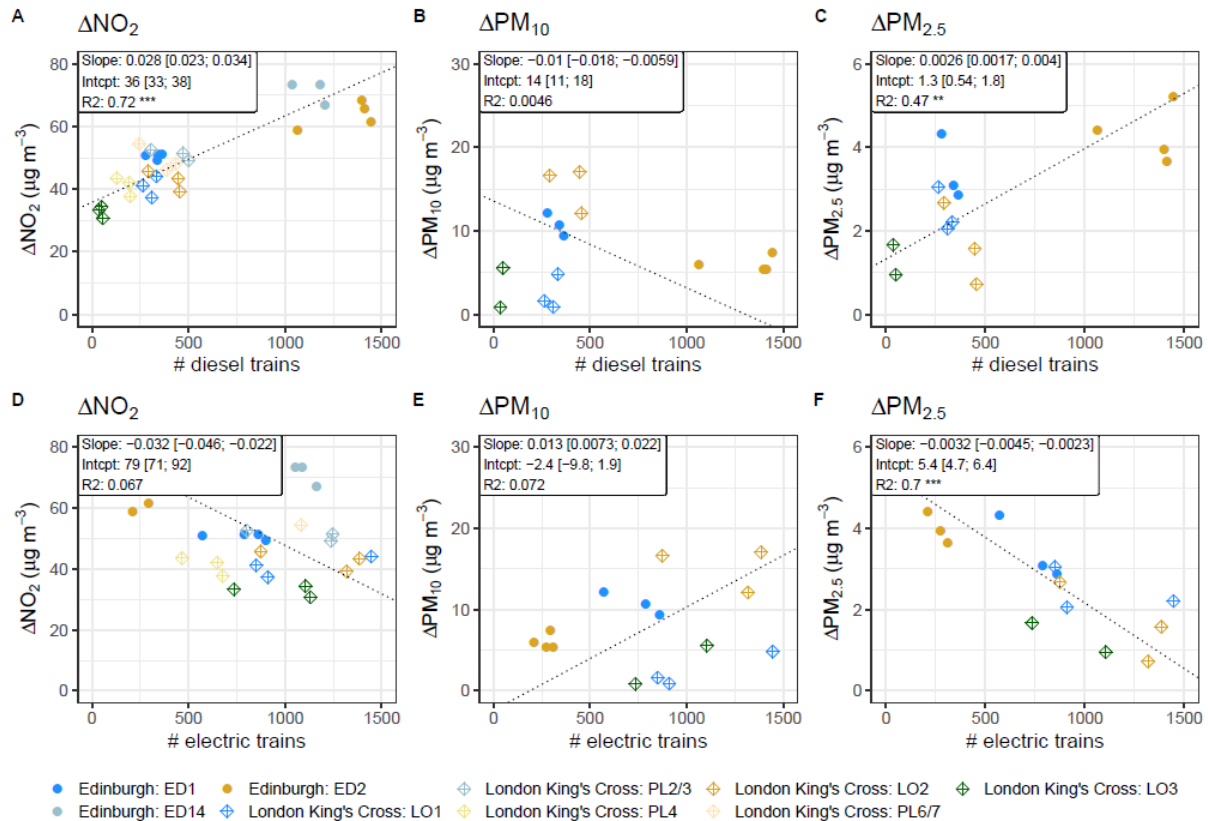 A ΔNO2
Slope: 0.028 [0.023; 0.034]
Intcpt: 36 [33; 38]
R2: 0.72 ***
ΔNO2 (µg m−3)
80
60
40
20
0
0 500 1000 1500
# diesel trains
B ΔPM10
Slope: −0.01 [−0.018; −0.0059]
Intcpt: 14 [11; 18]
R2: 0.0046
ΔPM10 (µg m−3)
30
20
10
0
0 500 1000 1500
# diesel trains
C ΔPM2.5
Slope: 0.0026 [0.0017; 0.004]
Intcpt: 1.3 [0.54; 1.8]
R2: 0.47 **
ΔPM2.5 (µg m−3)
6
4
2
0
0 500 1000 1500
# diesel trains
D ΔNO2
Slope: −0.032 [−0.046; −0.022]
Intcpt: 79 [71; 92]
R2: 0.067
ΔNO2 (µg m−3)
80
60
40
20
0
0 500 1000 1500
# electric trains
E ΔPM10
Slope: 0.013 [0.0073; 0.022]
Intcpt: −2.4 [−9.8; 1.9]
R2: 0.072
ΔPM10 (µg m−3)
30
20
10
0
0 500 1000 1500
# electric trains
F ΔPM2.5
Slope: −0.0032 [−0.0045; −0.0023]
Intcpt: 5.4 [4.7; 6.4]
R2: 0.7 ***
ΔPM2.5 (µg m−3)
6
4
2
0
0 500 1000 1500
# electric trains
Edinburgh: ED1 Edinburgh: ED2 London King's Cross: PL2/3 London King's Cross: LO2 London King's Cross: LO3
Edinburgh: ED14 London King's Cross: LO1 London King's Cross: PL4 London King's Cross: PL6/7